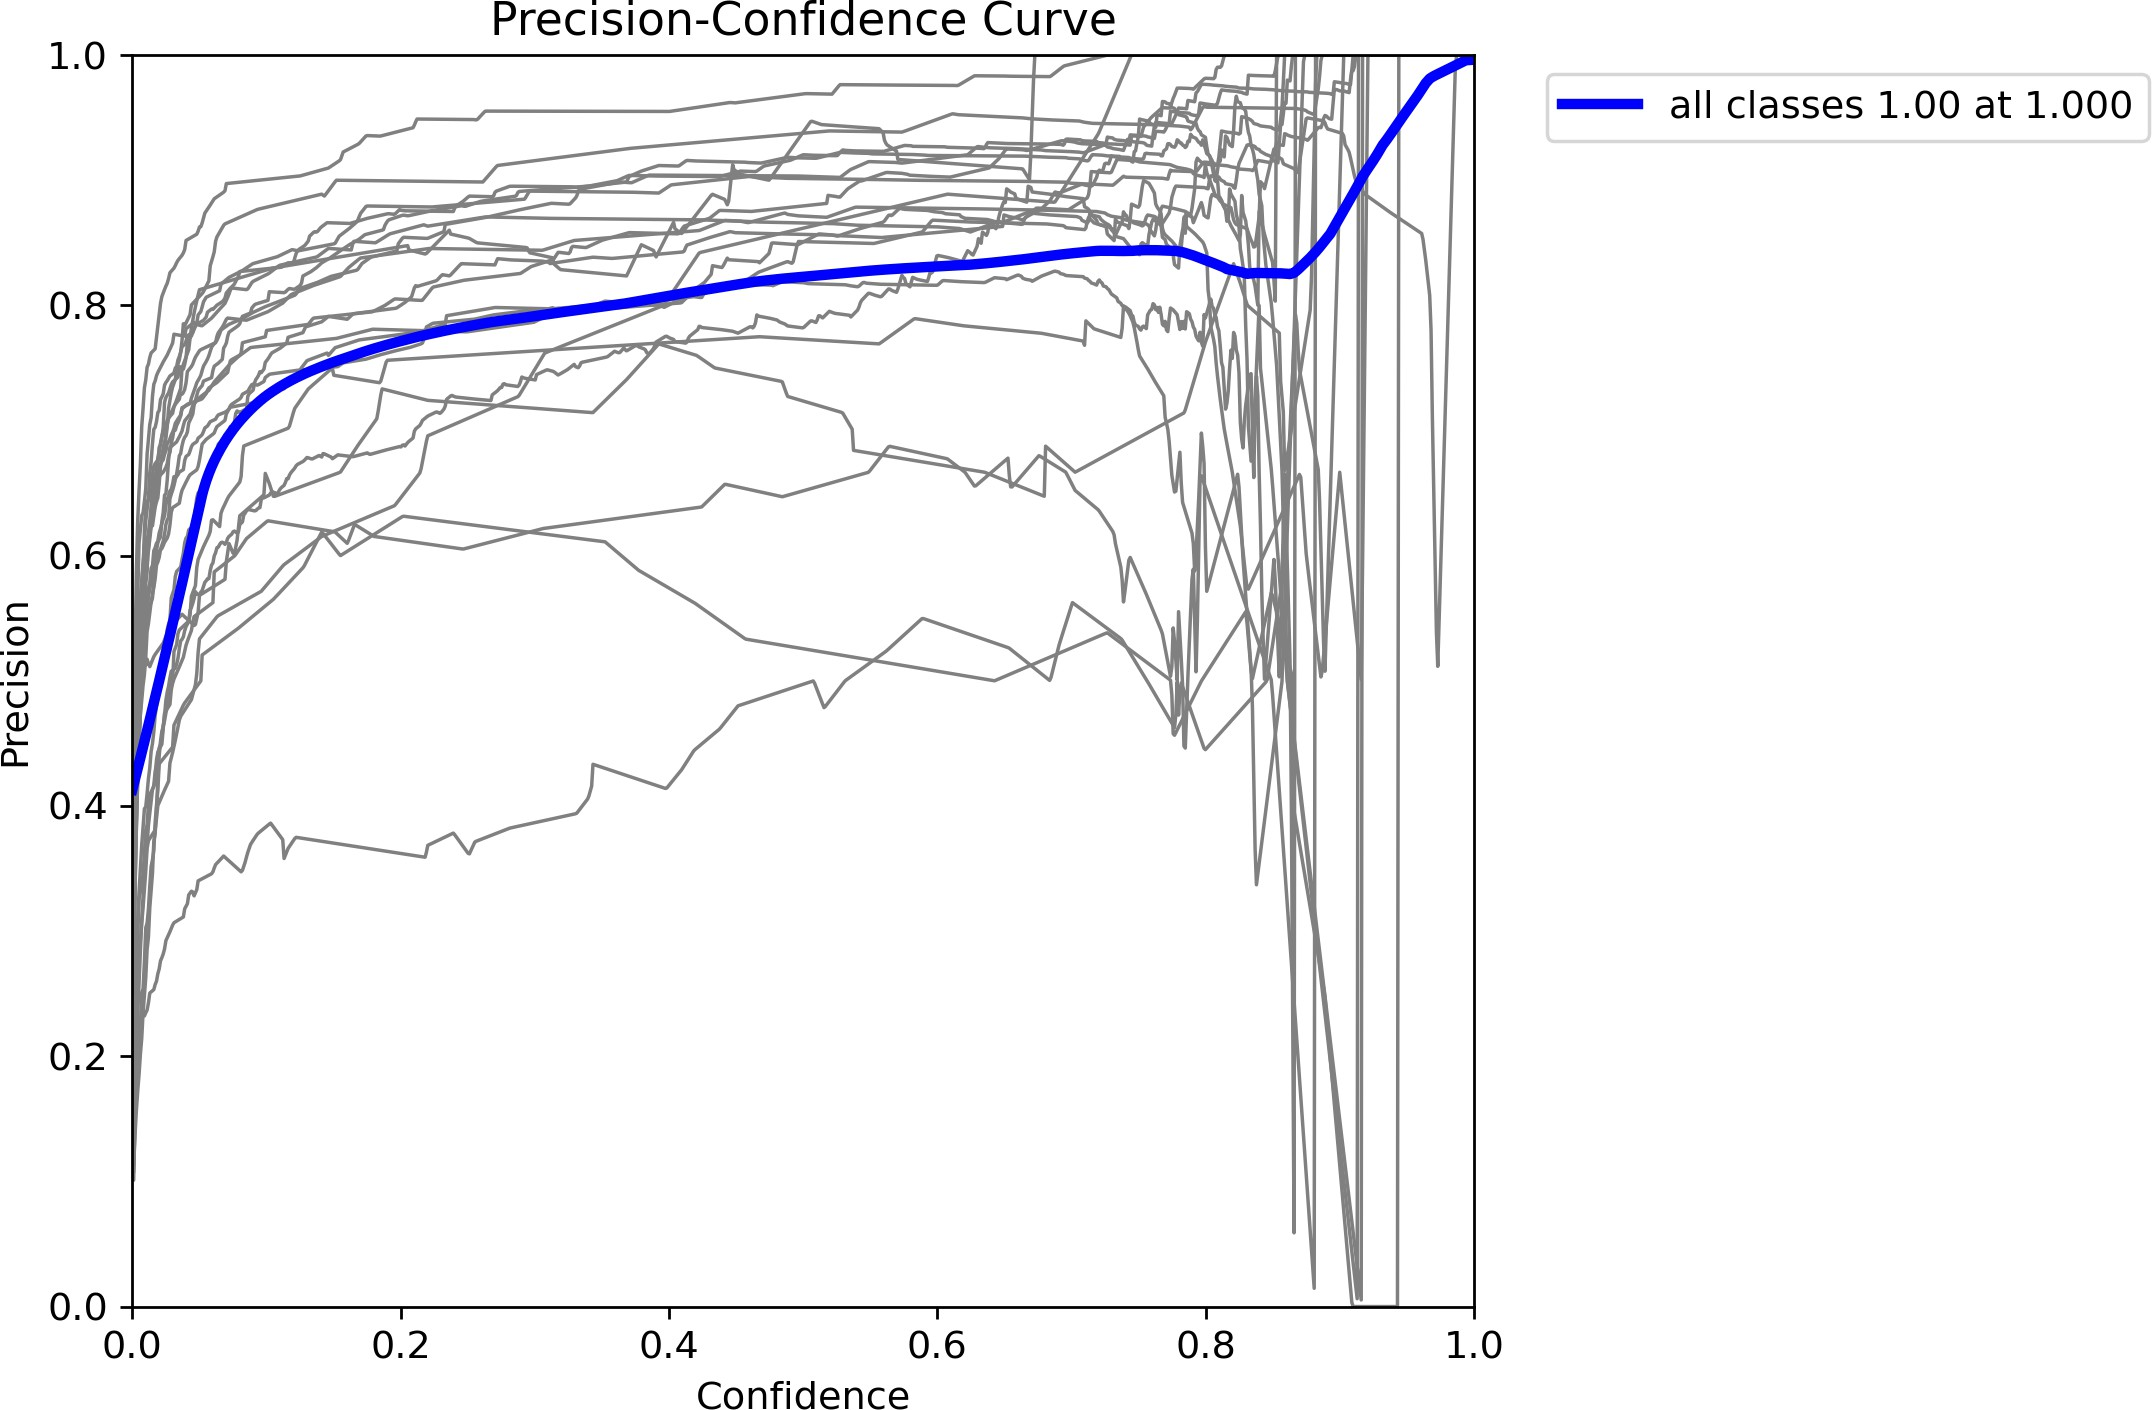 Precision-Confidence Curve
1.0
0.8
0.6
0.4
0.2
0.0
Precision
0.0 0.2 0.4 0.6 0.8 1.0
Confidence
all classes 1.00 at 1.000